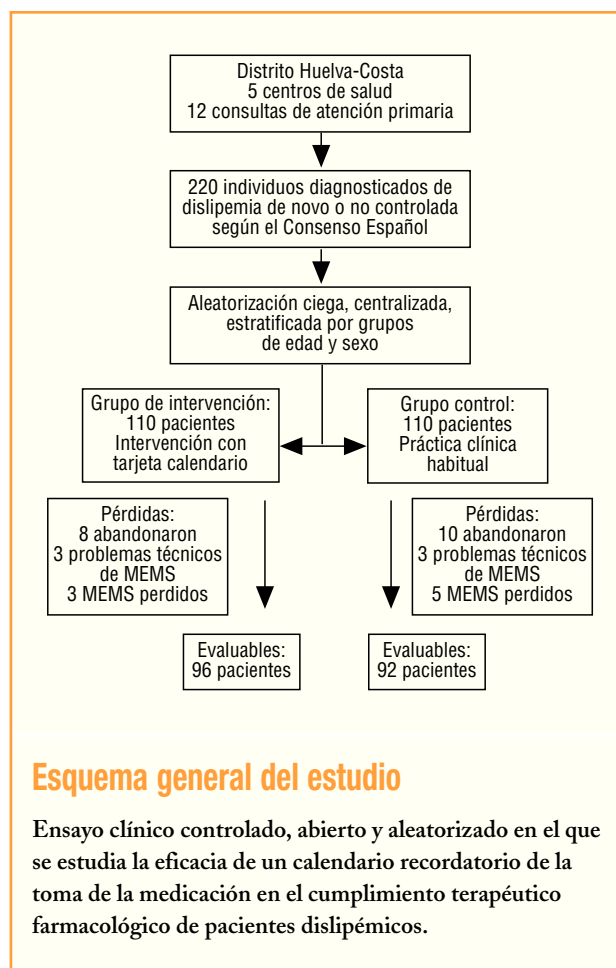 Distrito Huelva-Costa
5 centros de salud
12 consultas de atención primaria
220 individuos diagnosticados de
dislipemia de novo o no controlada
según el Consenso Español
Aleatorización ciega, centralizada,
estratificada por grupos
de edad y sexo
Grupo de intervención:
110 pacientes
Intervención con
tarjeta calendario
Grupo control:
110 pacientes
Práctica clínica
habitual
Pérdidas:
8 abandonaron
3 problemas técnicos
de MEMS
3 MEMS perdidos
Pérdidas:
10 abandonaron
3 problemas técnicos
de MEMS
5 MEMS perdidos
Evaluables:
96 pacientes
Evaluables:
92 pacientes
Esquema general del estudio
Ensayo clínico controlado, abierto y aleatorizado en el que
se estudia la eficacia de un calendario recordatorio de la
toma de la medicación en el cumplimiento terapéutico
farmacológico de pacientes dislipémicos.